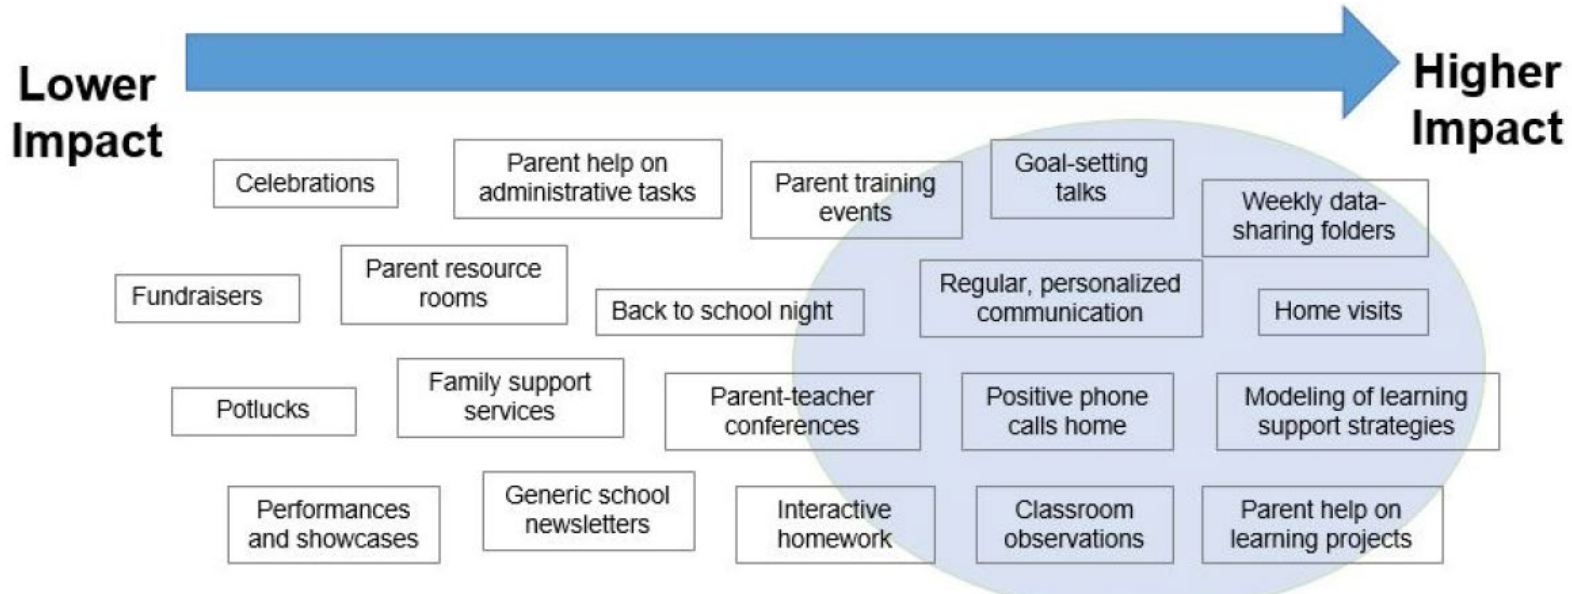 Lower
Impact
Higher
Impact
Celebrations
Parent help on
administrative tasks
Parent training
events
Goal-setting
talks
Weekly data-
sharing folders
Fundraisers
Parent resource
rooms
Back to school night
Regular, personalized
communication
Home visits
Potlucks
Family support
services
Parent-teacher
conferences
Positive phone
calls home
Modeling of learning
support strategies
Performances
and showcases
Generic school
newsletters
Interactive
homework
Classroom
observations
Parent help on
learning projects